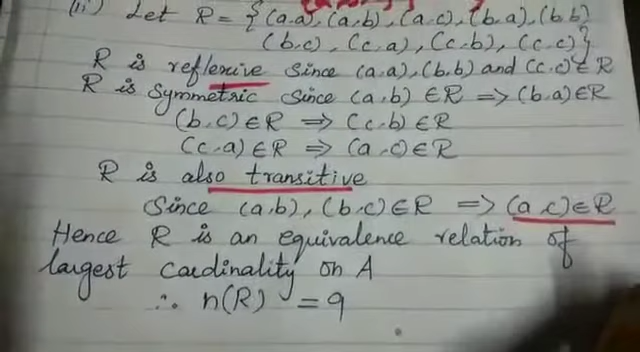 (ii) Let R = {(a.a), (a,b), (a,c), (b.a), (b.b)
(b.c), (c.a), (c.b), (c.c)}
R is reflexive since (a.a), (b.b) and (c.c) ∈ R
R is symmetric since (a,b) ∈ R ⟹ (b.a) ∈ R
(b.c) ∈ R ⟹ (c.b) ∈ R
(c.a) ∈ R ⟹ (a,c) ∈ R
R is also transitive
Since (a,b), (b,c) ∈ R ⟹ (a,c) ∈ R
Hence R is an equivalence relation of
largest cardinality on A
∴ n(R) = 9